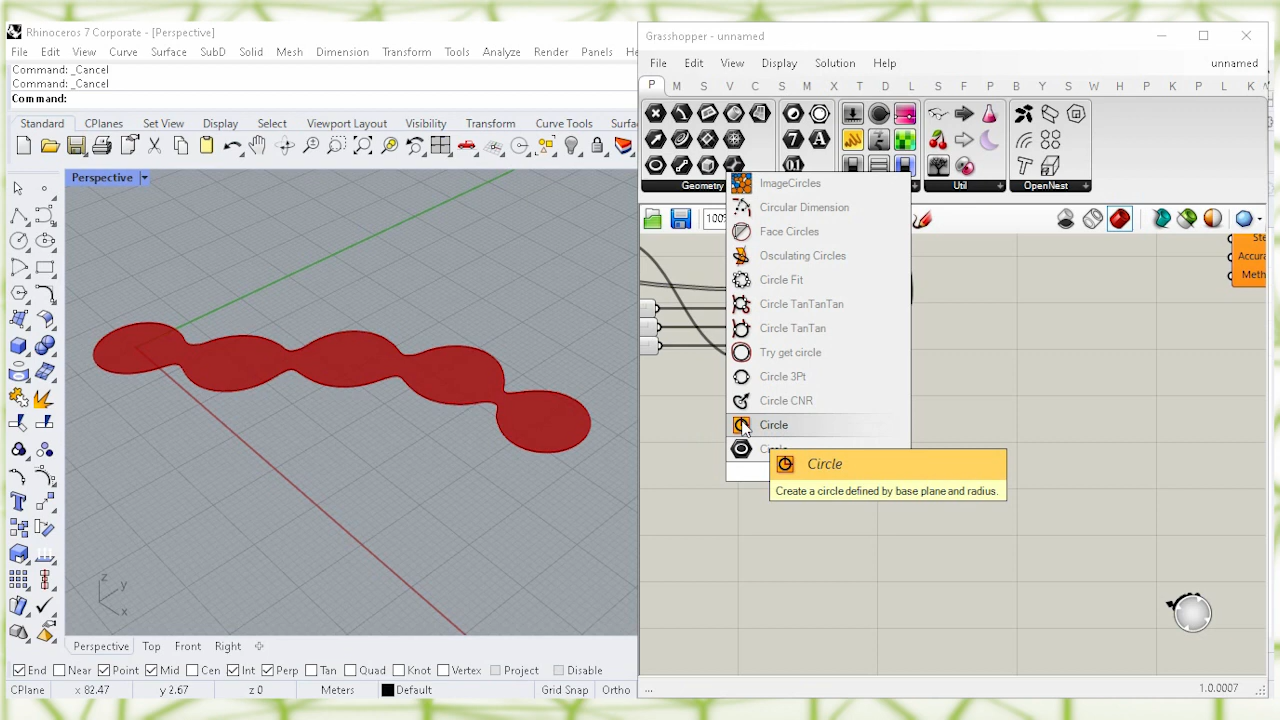 Rhinoceros 7 Corporate - [Perspective]
File Edit View Curve Surface SubD Solid Mesh Dimension Transform Tools Analyze Render Panels
Command: _Cancel
Command: _Cancel
Command:
Standard CPlanes Display Select Viewport Layout Visibility Transform Curve Tools
Perspective
z
y
x
Perspective Top Front Right
End Near Point Mid Cen Int Perp Tan Quad Knot Vertex Project Disable
CPlane x 82.47 y 2.67 z 0 Meters Default Grid Snap Ortho
Grasshopper - unnamed
File Edit View Display Solution Help unnamed
P M S V C S M X T D L S F P B Y S W H P K P L K
Geometry Util OpenNest
100%
ImageCircles
Circular Dimension
Face Circles
Osculating Circles
Circle Fit
Circle TanTanTan
Circle TanTan
Try get circle
Circle 3Pt
Circle CNR
Circle
Circle
Create a circle defined by base plane and radius.
Meth
... 1.0.0007